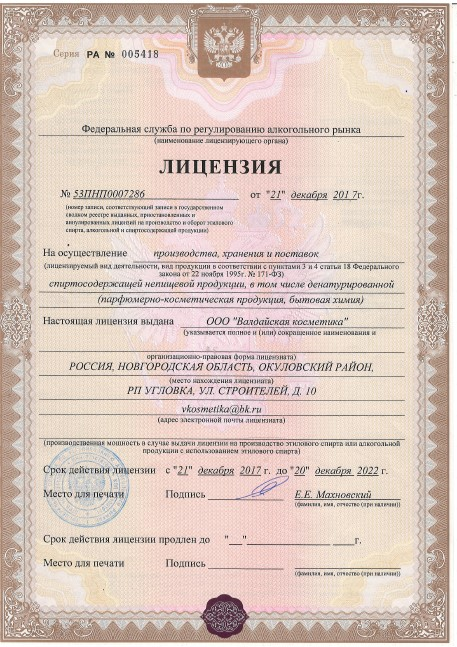 Серия РА № 005418
Федеральная служба по регулированию алкогольного рынка
(наименование лицензирующего органа)
ЛИЦЕНЗИЯ
№ 53ПНП0007286 от "21" декабря 2017г.
(номер записи, соответствующий записи в государственном
сводном реестре выданных, приостановленных и
аннулированных лицензий на производство и оборот этилового
спирта, алкогольной и спиртосодержащей продукции)
На осуществление производства, хранения и поставок
(лицензируемый вид деятельности, вид продукции в соответствии с пунктами 3 и 4 статьи 18 Федерального
закона от 22 ноября 1995г. № 171-ФЗ)
спиртосодержащей непищевой продукции, в том числе денатурированной
(парфюмерно-косметическая продукция, бытовая химия)
Настоящая лицензия выдана ООО "Валдайская косметика"
(указывается полное и (или) сокращенное наименования и
организационно-правовая форма лицензиата)
РОССИЯ, НОВГОРОДСКАЯ ОБЛАСТЬ, ОКУЛОВСКИЙ РАЙОН,
(место нахождения лицензиата)
РП УГЛОВКА, УЛ. СТРОИТЕЛЕЙ, Д. 10
vkosmetika@bk.ru
(адрес электронной почты лицензиата)
(производственная мощность в случае выдачи лицензии на производство этилового спирта или алкогольной
продукции с использованием этилового спирта)
Срок действия лицензии с "21" декабря 2017 г. до "20" декабря 2022 г.
Место для печати Подпись Е.Е. Махновский
(фамилия, имя, отчество (при наличии))
Срок действия лицензии продлен до "__"__________г.
Место для печати Подпись
(фамилия, имя, отчество (при наличии))